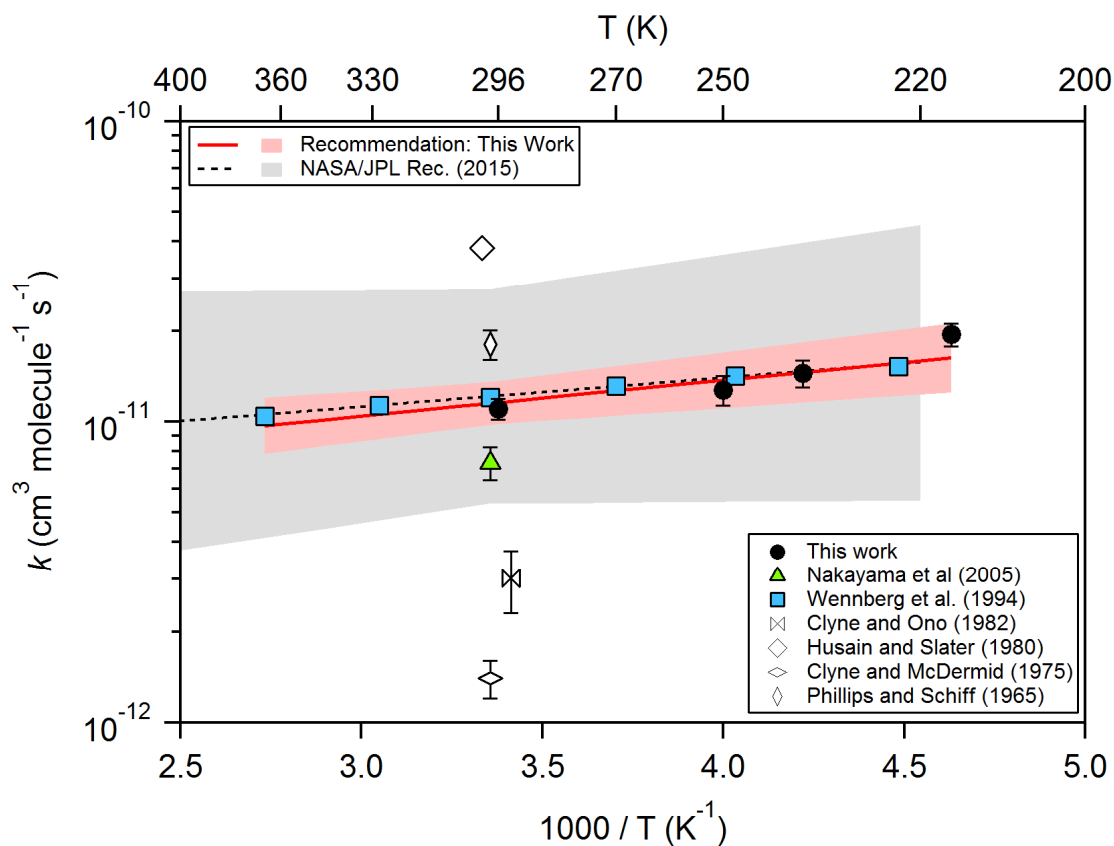 T (K)
400 360 330 296 270 250 220 200
10-10
Recommendation: This Work
NASA/JPL Rec. (2015)
k (cm3 molecule-1 s-1)
10-11
This work
Nakayama et al (2005)
Wennberg et al. (1994)
Clyne and Ono (1982)
Husain and Slater (1980)
Clyne and McDermid (1975)
Phillips and Schiff (1965)
10-12
2.5 3.0 3.5 4.0 4.5 5.0
1000 / T (K-1)